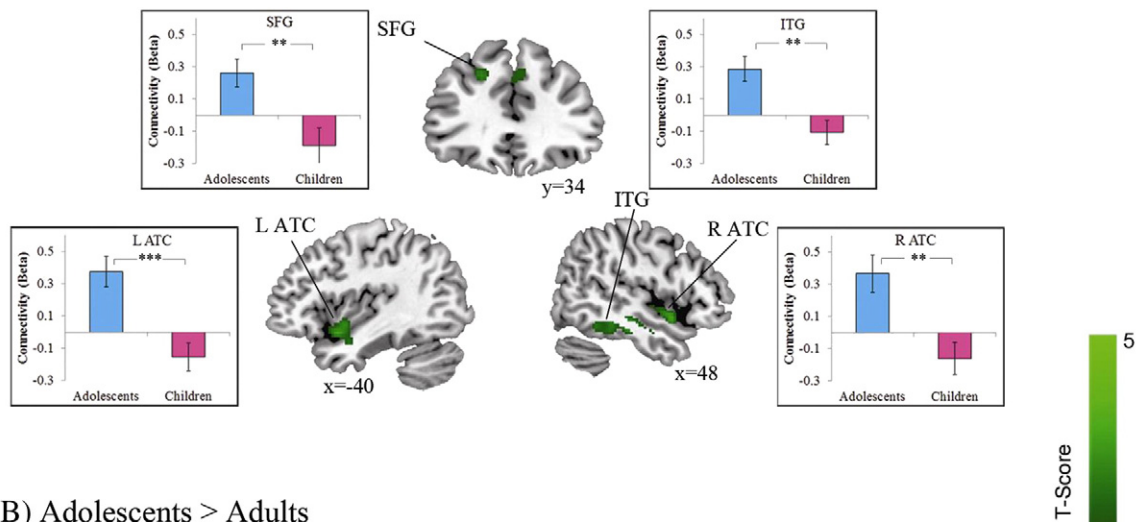 SFG
Connectivity (Beta)
0.5
0.3
0.1
-0.1
-0.3
**
Adolescents Children
SFG
y=34
ITG
Connectivity (Beta)
0.5
0.3
0.1
-0.1
-0.3
**
Adolescents Children
L ATC
Connectivity (Beta)
0.5
0.3
0.1
-0.1
-0.3
***
Adolescents Children
L ATC
x=-40
ITG
R ATC
x=48
R ATC
Connectivity (Beta)
0.5
0.3
0.1
-0.1
-0.3
**
Adolescents Children
5
T-Score
B) Adolescents > Adults